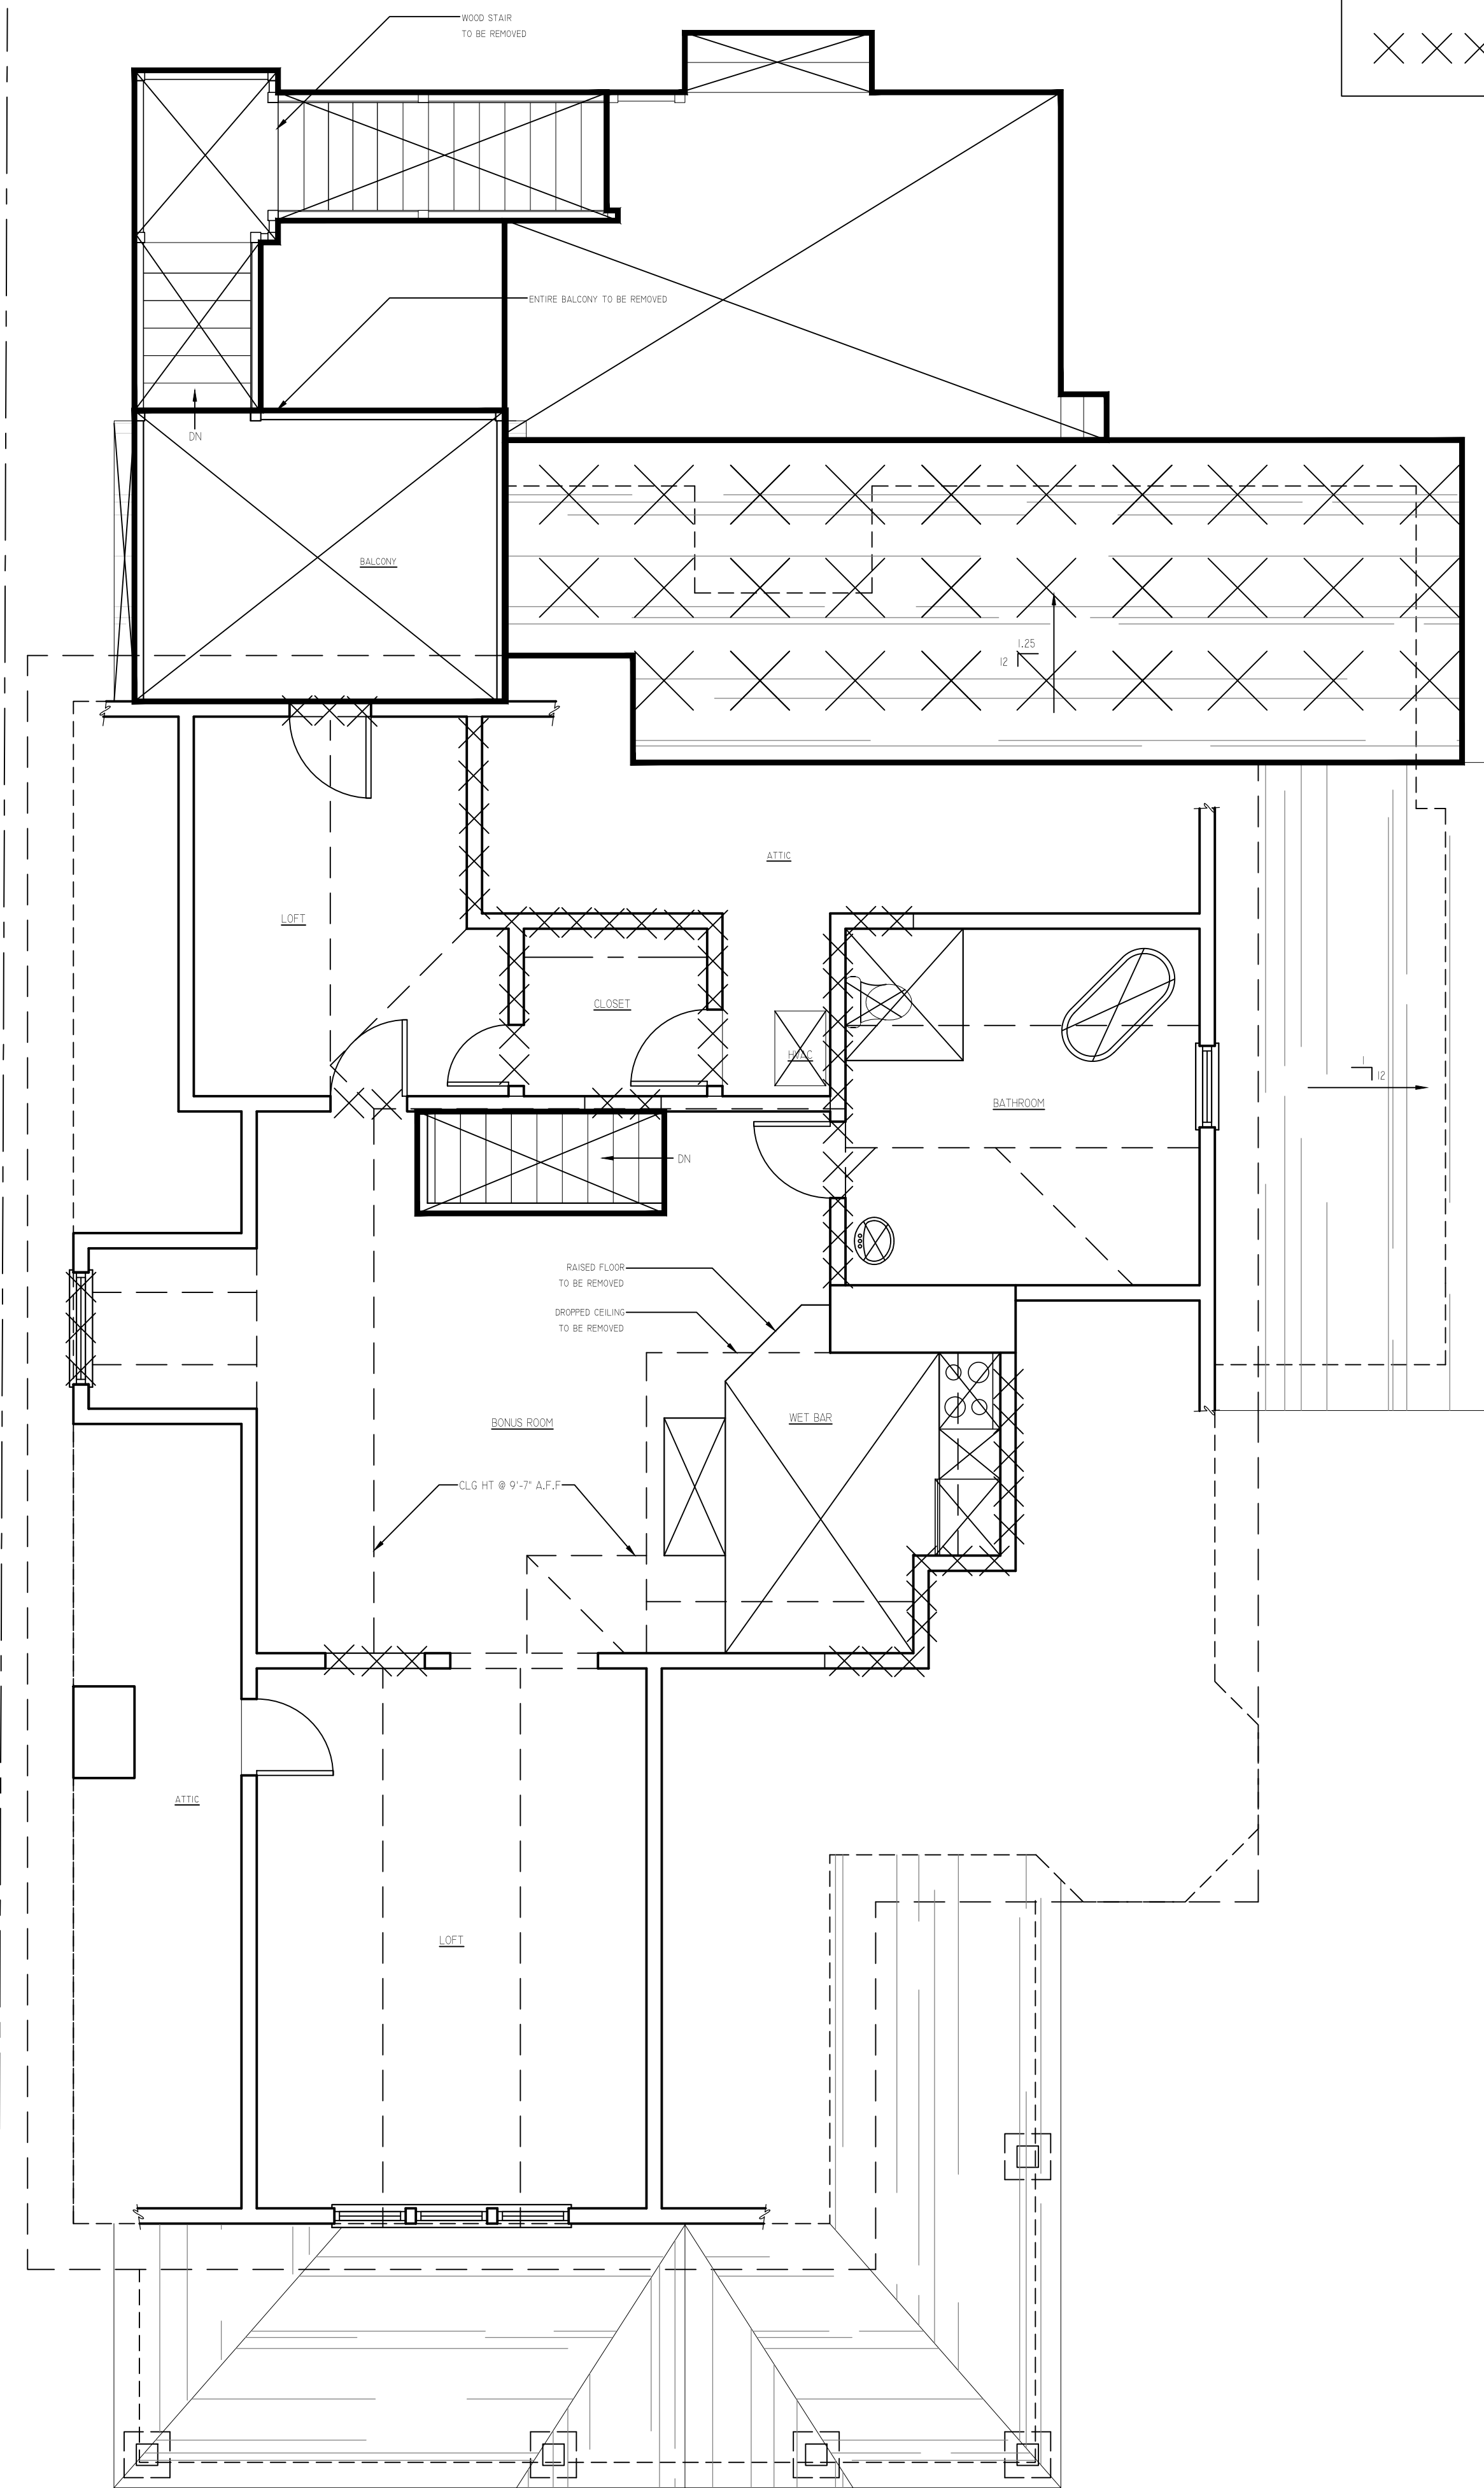 WOOD STAIR
TO BE REMOVED
ENTIRE BALCONY TO BE REMOVED
DN
BALCONY
1.25
12
ATTIC
LOFT
CLOSET
HVAC
BATHROOM
1
12
DN
RAISED FLOOR
TO BE REMOVED
DROPPED CEILING
TO BE REMOVED
WET BAR
BONUS ROOM
CLG HT @ 9'-7" A.F.F
ATTIC
LOFT